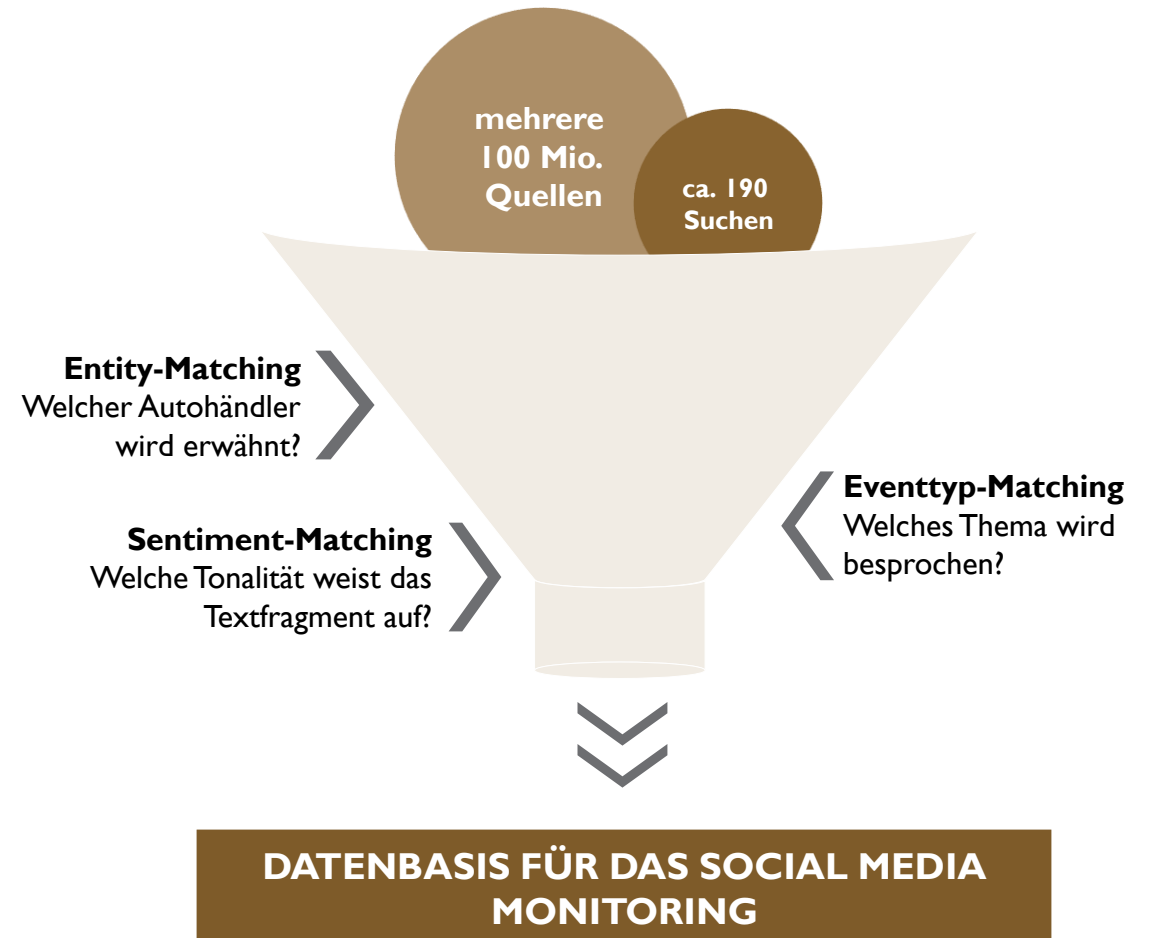 mehrere
100 Mio.
Quellen
ca. 190
Suchen
Entity-Matching
Welcher Autohändler
wird erwähnt?
Eventtyp-Matching
Welches Thema wird
besprochen?
Sentiment-Matching
Welche Tonalität weist das
Textfragment auf?
DATENBASIS FÜR DAS SOCIAL MEDIA
MONITORING